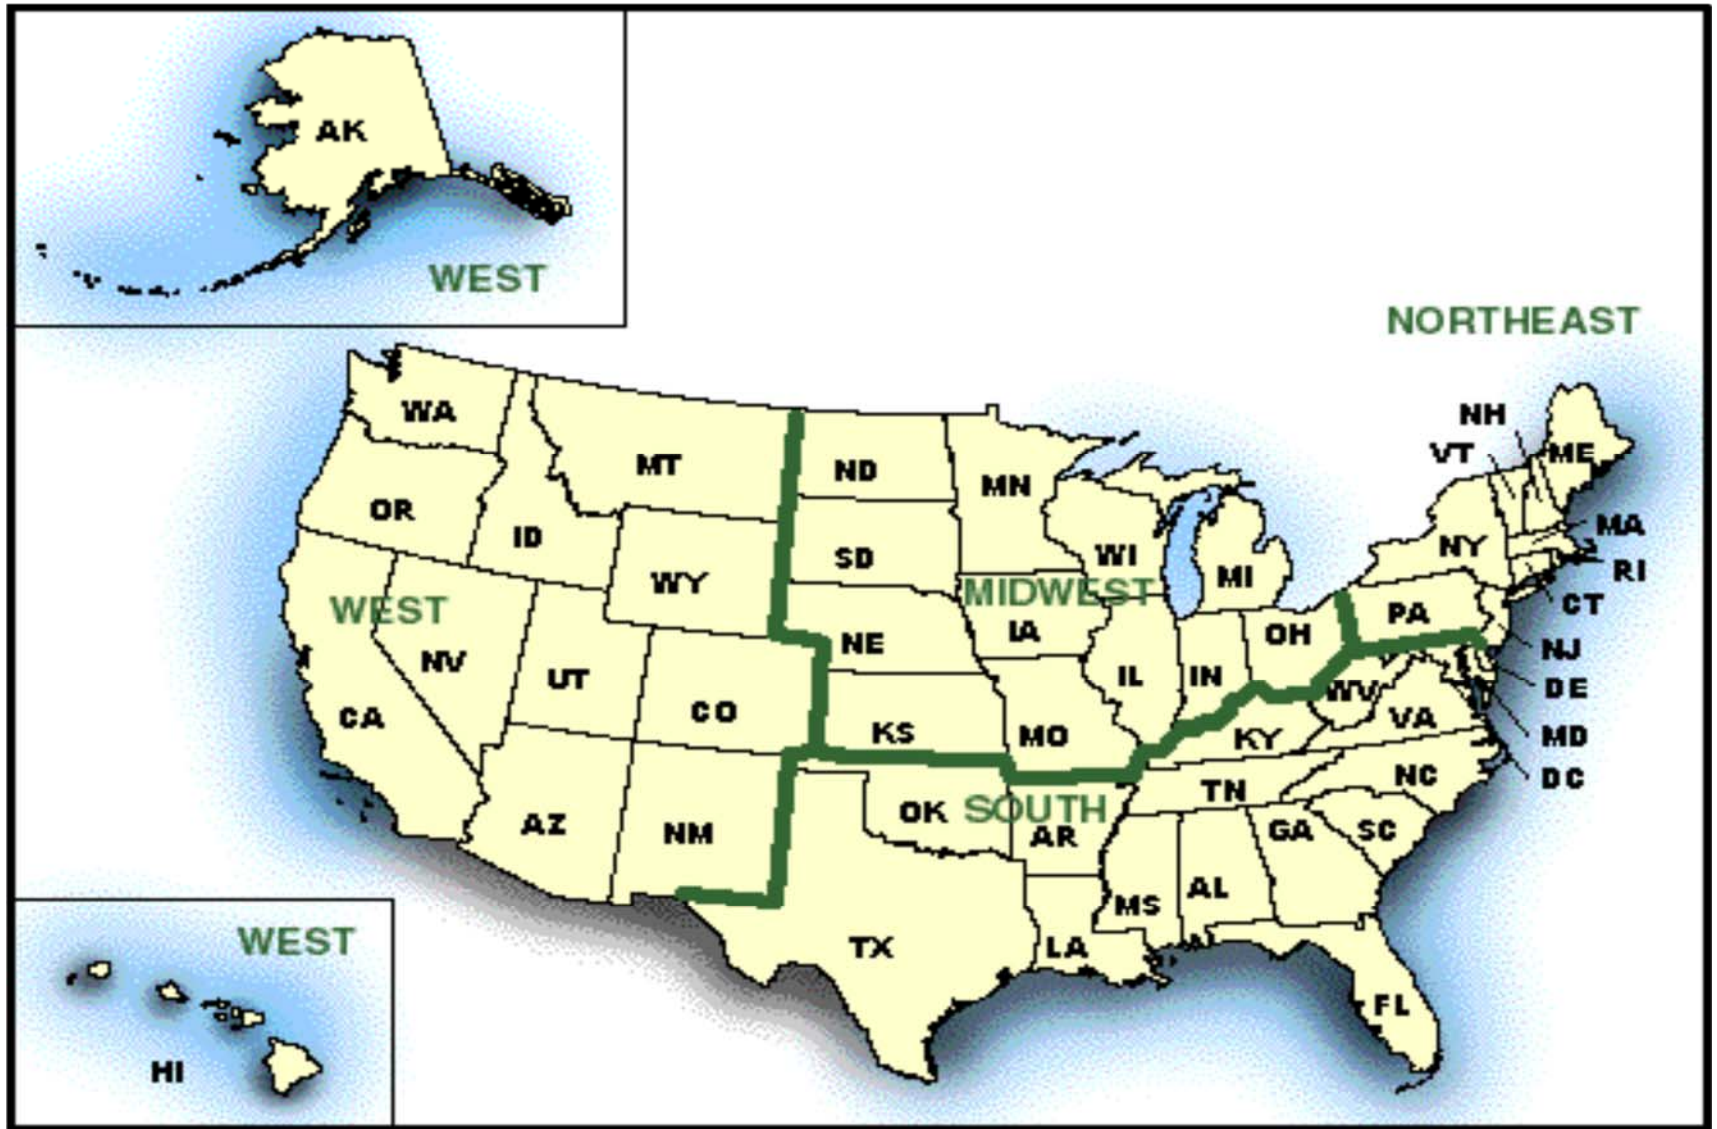 AK
WEST
NORTHEAST
WA
MT
ND
MN
NH
VT
ME
OR
ID
WY
SD
WI
MI
NY
MA
RI
CT
WEST
MIDWEST
NV
UT
CO
NE
IA
IL
IN
OH
PA
NJ
DE
CA
KS
MO
KY
WV
VA
MD
DC
AZ
NM
OK
SOUTH
AR
TN
NC
SC
GA
AL
MS
LA
TX
AL
FL
WEST
HI